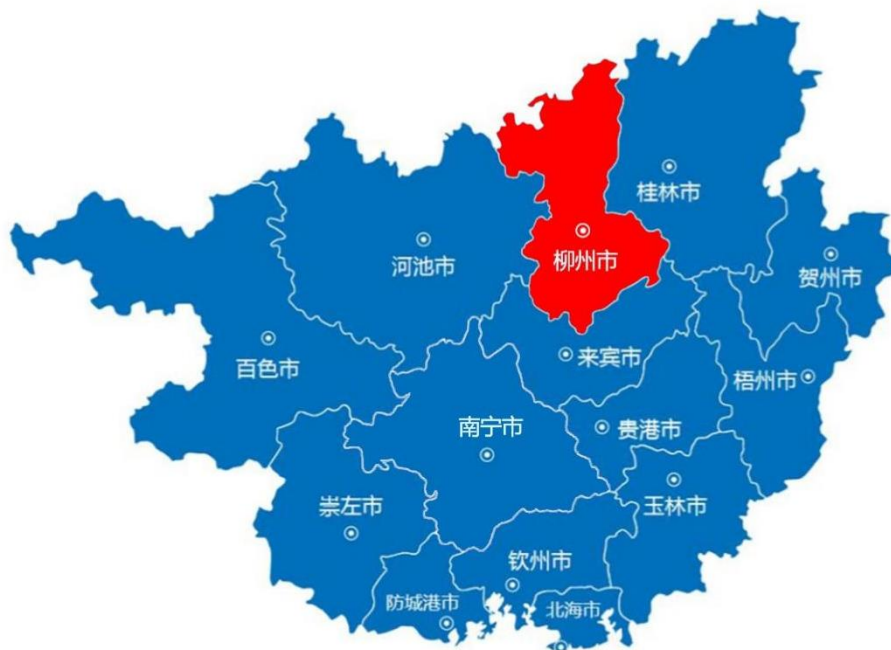 桂林市
柳州市
河池市
贺州市
来宾市
百色市
梧州市
南宁市
贵港市
崇左市
玉林市
钦州市
防城港市
北海市